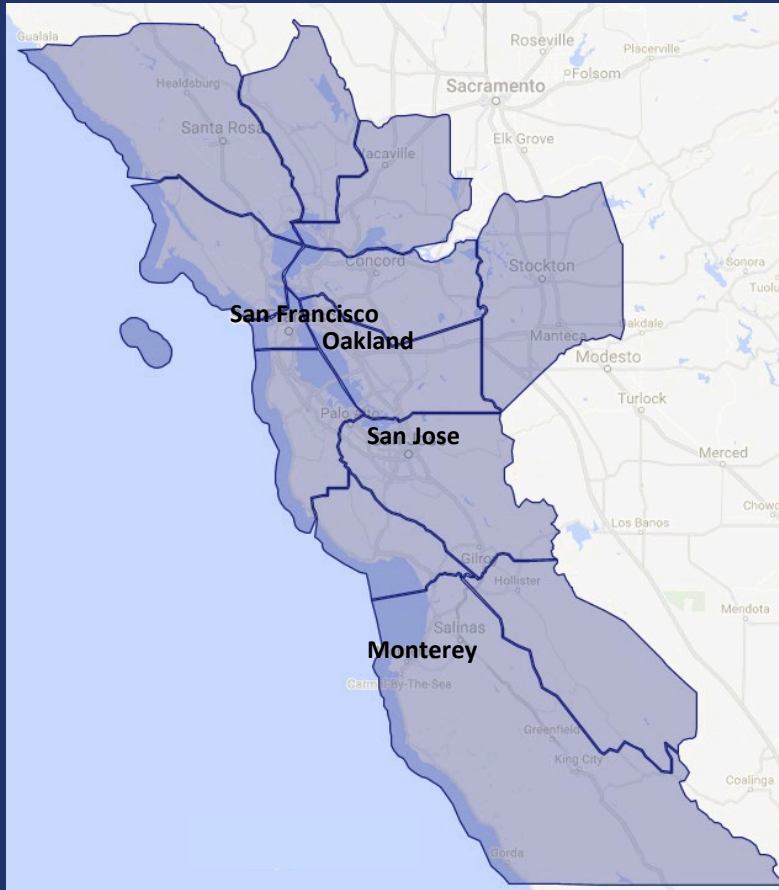 Gualala
Roseville
Placerville
Folsom
Healdsburg
Sacramento
Santa Rosa
Elk Grove
Vacaville
Concord
Stockton
Sonora
San Francisco
Oakland
Oakdale
Manteca
Modesto
Turlock
Palo Alto
San Jose
Merced
Los Banos
Gilroy
Hollister
Mendota
Salinas
Monterey
Carmel-By-The-Sea
Greenfield
King City
Coalinga
Gorda